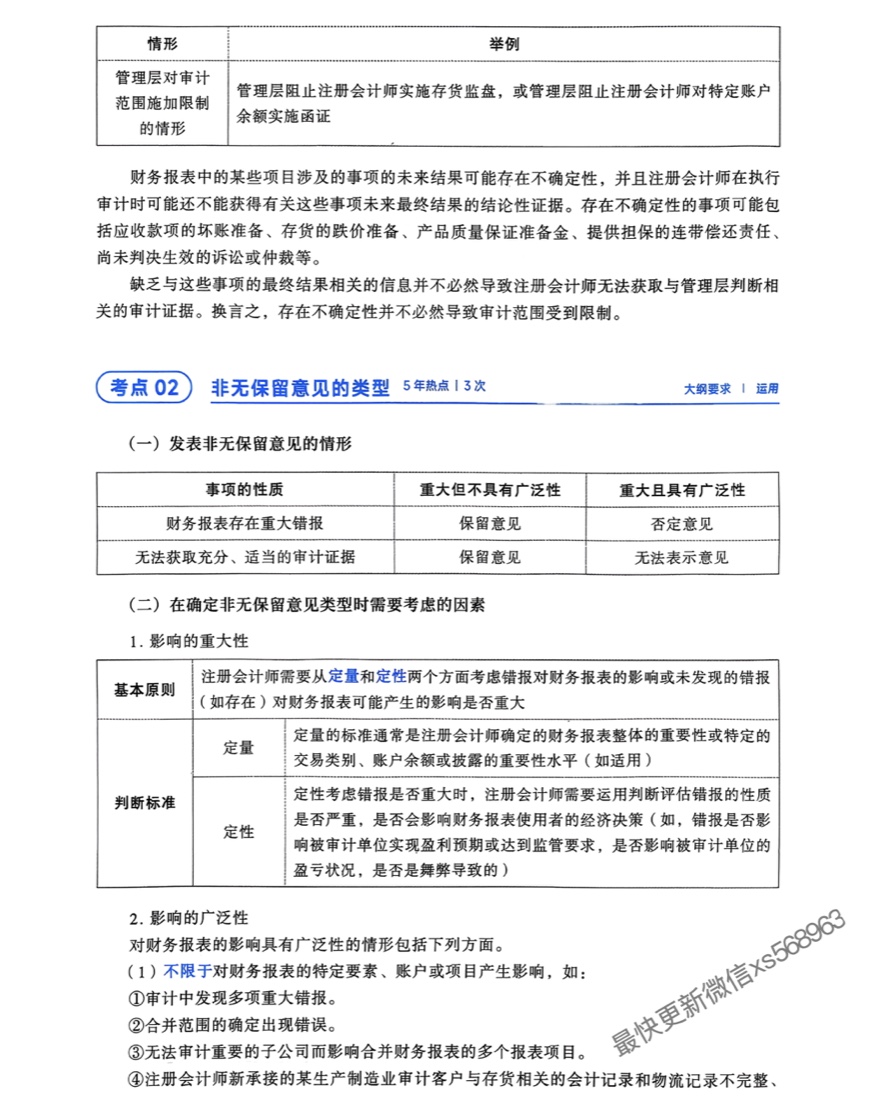 情形 举例
管理层对审计
范围施加限制
的情形
管理层阻止注册会计师实施存货监盘，或管理层阻止注册会计师对特定账户
余额实施函证
财务报表中的某些项目涉及的事项的未来结果可能存在不确定性，并且注册会计师在执行
审计时可能还不能获得有关这些事项未来最终结果的结论性证据。存在不确定性的事项可能包
括应收款项的坏账准备、存货的跌价准备、产品质量保证准备金、提供担保的连带偿还责任、
尚未判决生效的诉讼或仲裁等。
缺乏与这些事项的最终结果相关的信息并不必然导致注册会计师无法获取与管理层判断相
关的审计证据。换言之，存在不确定性并不必然导致审计范围受到限制。
考点 02 非无保留意见的类型 5年热点 | 3次 大纲要求 | 运用
（一）发表非无保留意见的情形
事项的性质 重大但不具有广泛性 重大且具有广泛性
财务报表存在重大错报 保留意见 否定意见
无法获取充分、适当的审计证据 保留意见 无法表示意见
（二）在确定非无保留意见类型时需要考虑的因素
1. 影响的重大性
基本原则
注册会计师需要从定量和定性两个方面考虑错报对财务报表的影响或未发现的错报
（如存在）对财务报表可能产生的影响是否重大
判断标准
定量
定量的标准通常是注册会计师确定的财务报表整体的重要性或特定的
交易类别、账户余额或披露的重要性水平（如适用）
定性
定性考虑错报是否重大时，注册会计师需要运用判断评估错报的性质
是否严重，是否会影响财务报表使用者的经济决策（如，错报是否影
响被审计单位实现盈利预期或达到监管要求，是否影响被审计单位的
盈亏状况，是否是舞弊导致的）
2. 影响的广泛性
对财务报表的影响具有广泛性的情形包括下列方面。
（1）不限于对财务报表的特定要素、账户或项目产生影响，如：
①审计中发现多项重大错报。
②合并范围的确定出现错误。
③无法审计重要的子公司而影响合并财务报表的多个报表项目。
④注册会计师新承接的某生产制造业审计客户与存货相关的会计记录和物流记录不完整、
最快更新微信xs568963